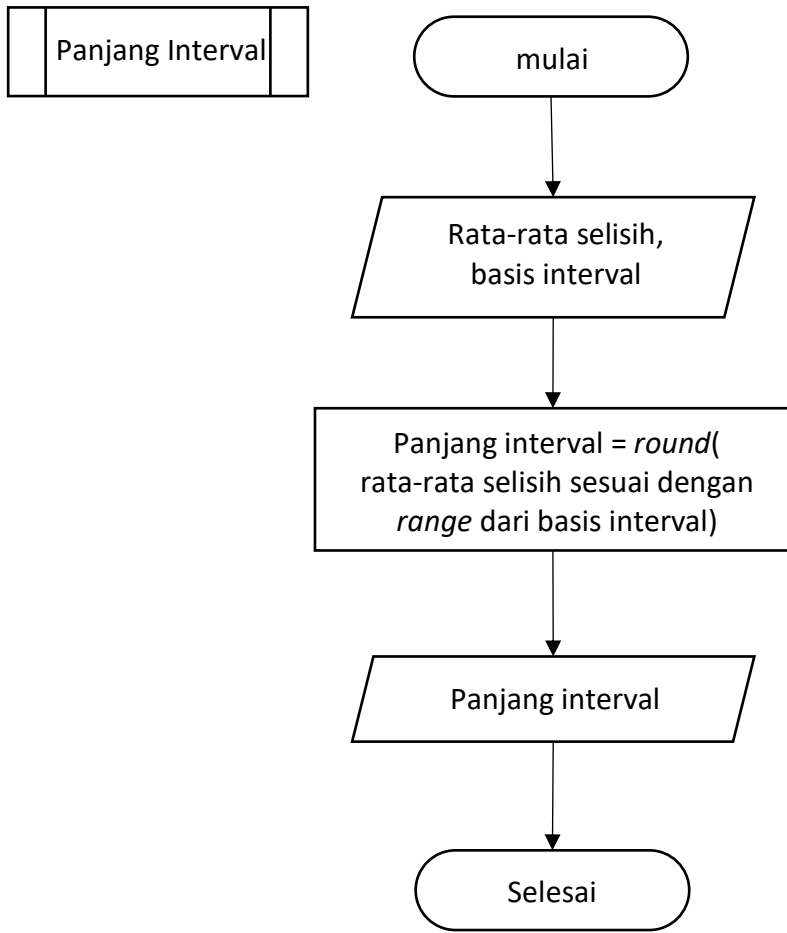 Panjang Interval
mulai
Rata-rata selisih,
basis interval
Panjang interval = round(
rata-rata selisih sesuai dengan
range dari basis interval)
Panjang interval
Selesai